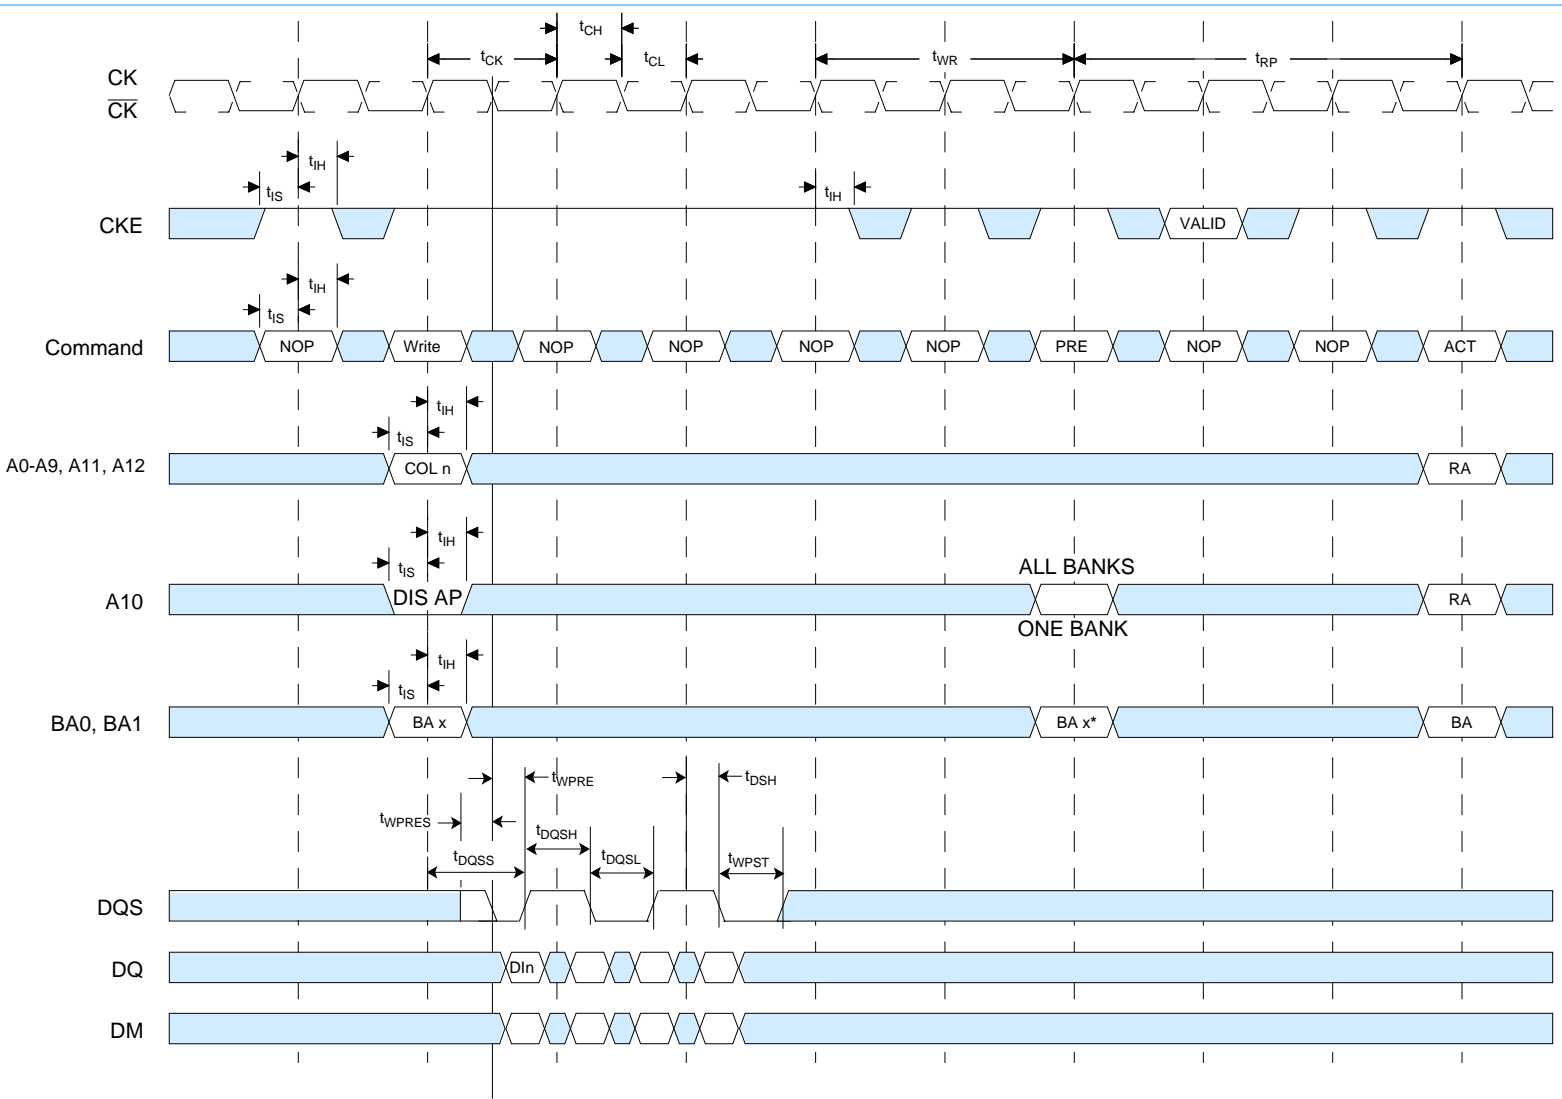 tCH
tCK
tCL
tWR
tRP
CK
CK
tIH
tIS
tIH
CKE
VALID
tIH
tIS
Command
NOP
Write
NOP
NOP
NOP
NOP
PRE
NOP
NOP
ACT
tIH
tIS
A0-A9, A11, A12
COL n
RA
tIH
tIS
ALL BANKS
A10
DIS AP
RA
ONE BANK
tIH
tIS
BA0, BA1
BA x
BA x*
BA
tWPRE
tDSH
tWPRES
tDQSH
tDQSS
tDQSL
tWPST
DQS
DQ
DIn
DM